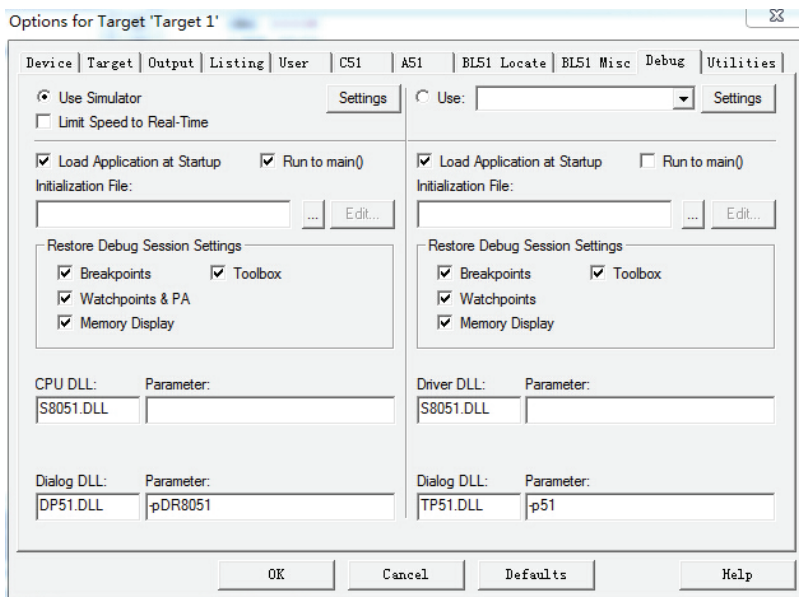 Options for Target 'Target 1'
Device Target Output Listing User C51 A51 BL51 Locate BL51 Misc Debug Utilities
Use Simulator Settings Use: Settings
Limit Speed to Real-Time
Load Application at Startup Run to main() Load Application at Startup Run to main()
Initialization File: Initialization File:
... Edit... ... Edit...
Restore Debug Session Settings Restore Debug Session Settings
Breakpoints Toolbox Breakpoints Toolbox
Watchpoints & PA Watchpoints
Memory Display Memory Display
CPU DLL: Parameter: Driver DLL: Parameter:
S8051.DLL S8051.DLL
Dialog DLL: Parameter: Dialog DLL: Parameter:
DP51.DLL -pDR8051 TP51.DLL -p51
OK Cancel Defaults Help